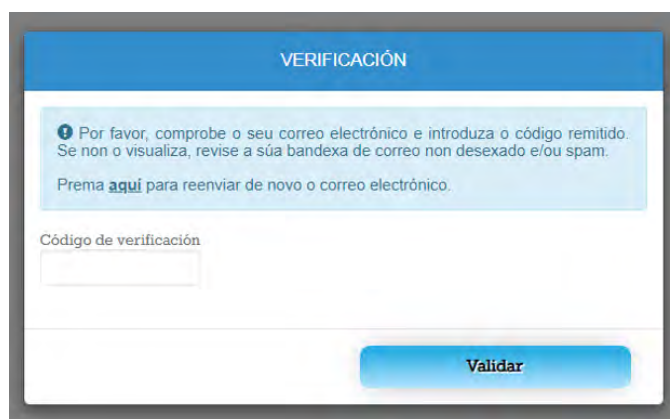 VERIFICACIÓN
Por favor, comprobe o seu correo electrónico e introduza o código remitido.
Se non o visualiza, revise a súa bandexa de correo non desexado e/ou spam.
Prema aquí para reenviar de novo o correo electrónico.
Código de verificación
Validar